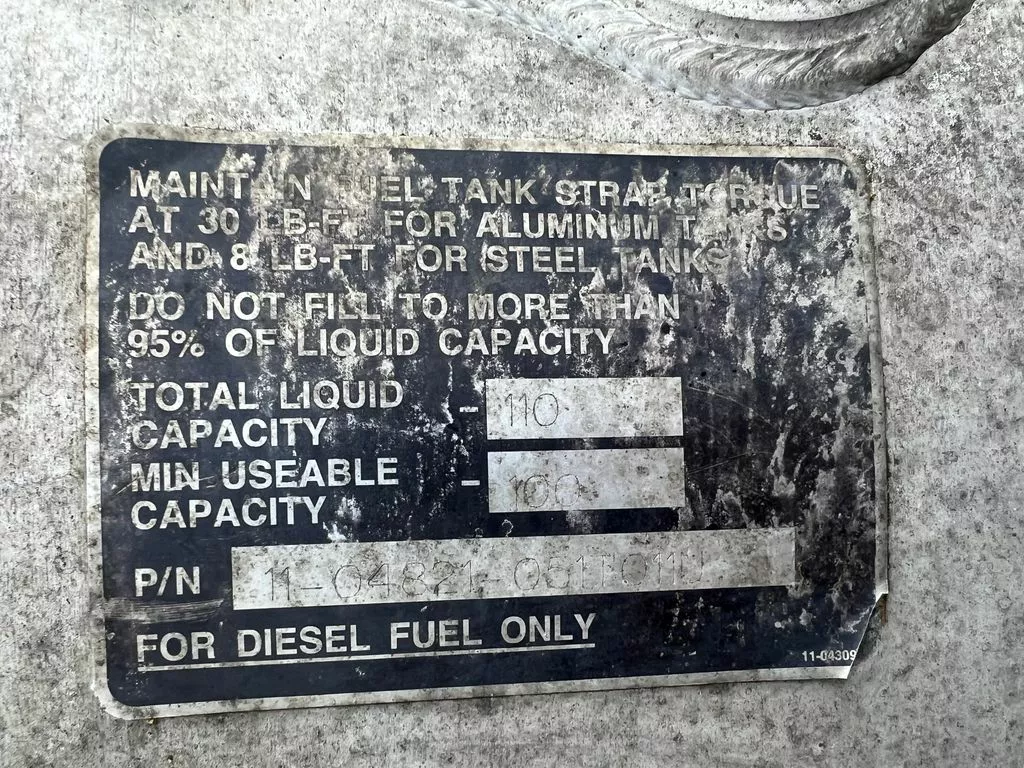 MAINTAIN FUEL TANK STRAP TORQUE
AT 30 LB-FT FOR ALUMINUM TANKS
AND 8 LB-FT FOR STEEL TANKS
DO NOT FILL TO MORE THAN
95% OF LIQUID CAPACITY
TOTAL LIQUID
CAPACITY - 110
MIN USEABLE
CAPACITY - 100
P/N
FOR DIESEL FUEL ONLY
11-04309